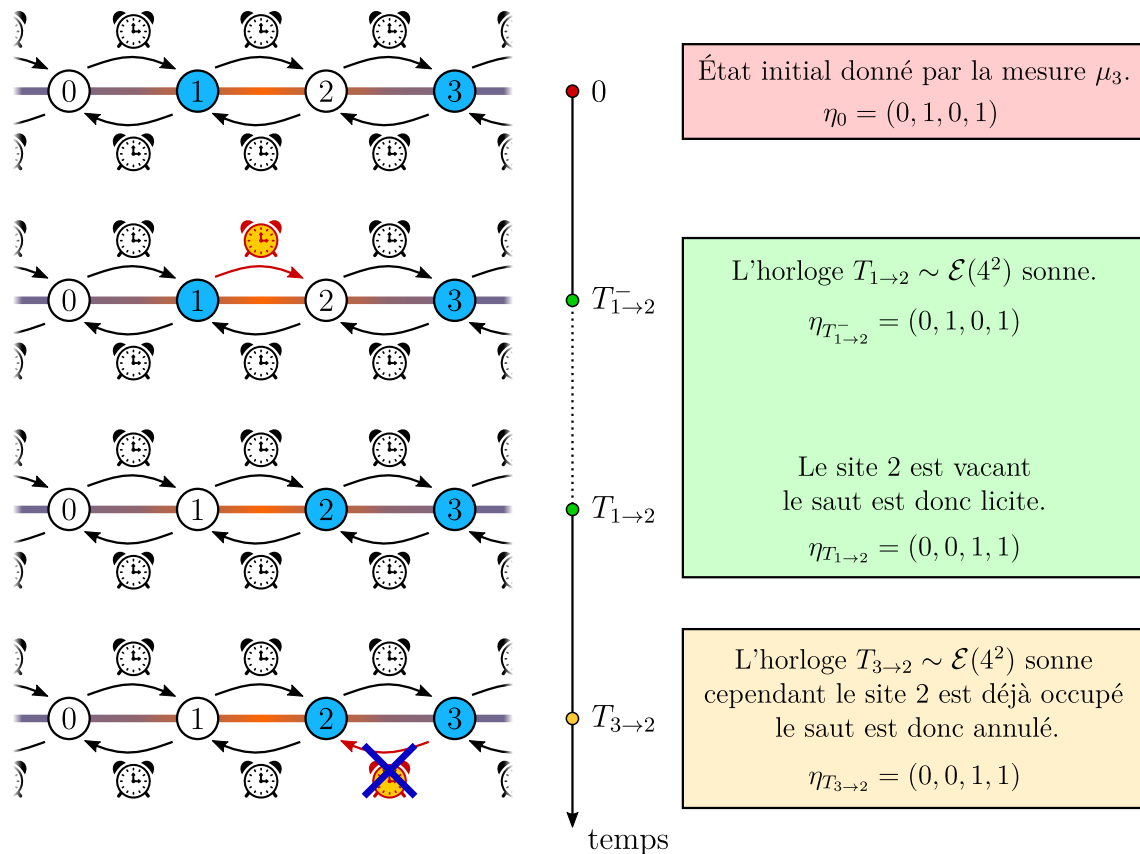 0 1 2 3
0
État initial donné par la mesure μ₃.
η₀ = (0, 1, 0, 1)
0 1 2 3
T⁻₁→₂
L'horloge T₁→₂ ∼ ℰ(4²) sonne.
η_{T⁻₁→₂} = (0, 1, 0, 1)
Le site 2 est vacant
le saut est donc licite.
0 1 2 3
T₁→₂
η_{T₁→₂} = (0, 0, 1, 1)
L'horloge T₃→₂ ∼ ℰ(4²) sonne
cependant le site 2 est déjà occupé
le saut est donc annulé.
0 1 2 3
T₃→₂
η_{T₃→₂} = (0, 0, 1, 1)
temps